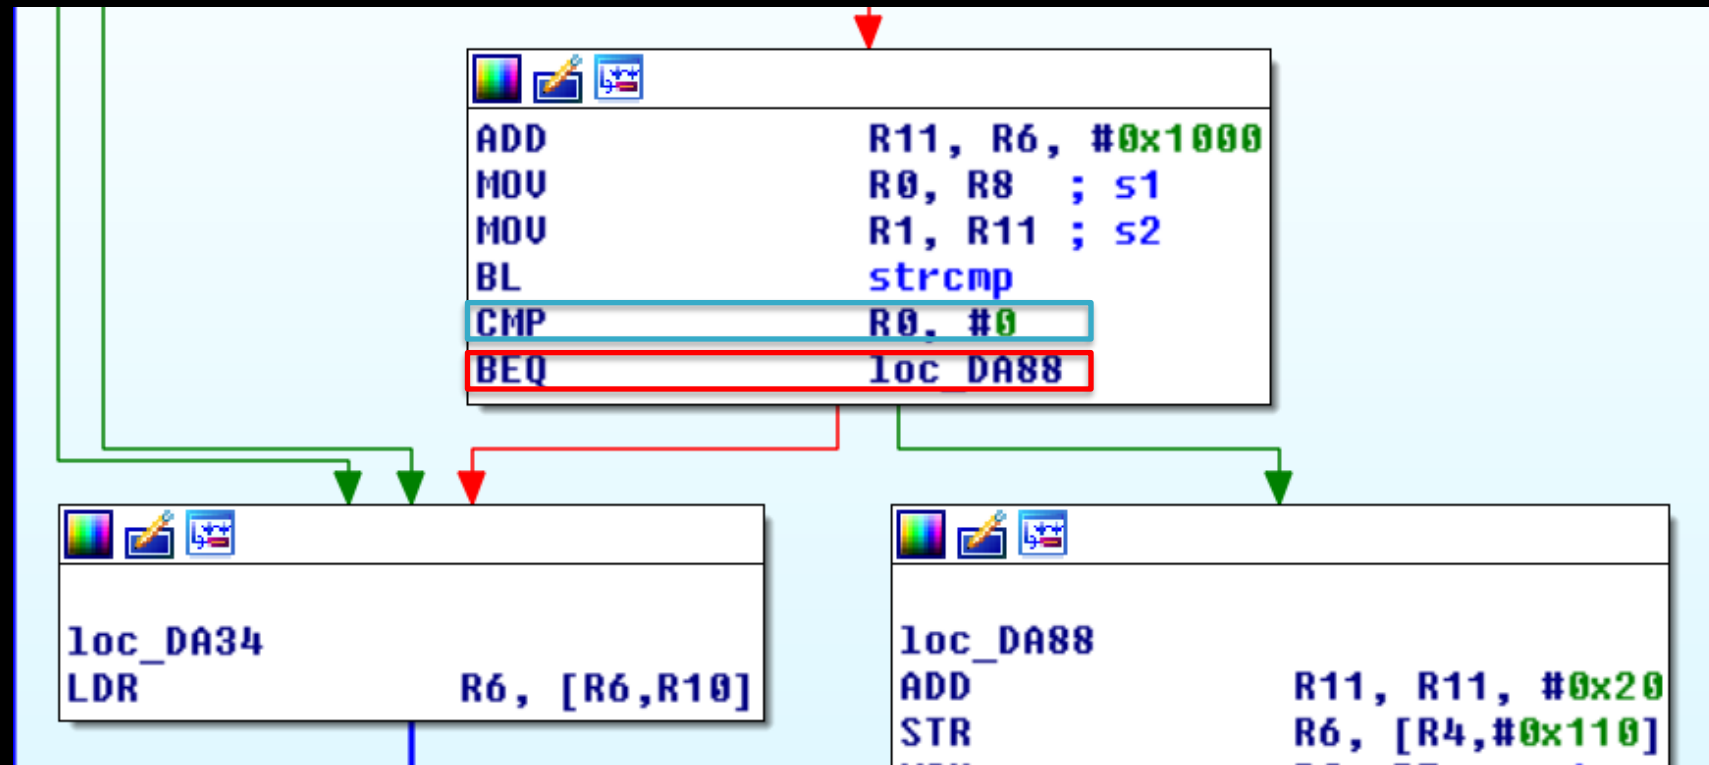 ADD R11, R6, #0x1000
MOV R0, R8 ; s1
MOV R1, R11 ; s2
BL strcmp
CMP R0, #0
BEQ loc_DA88
loc_DA34
LDR R6, [R6,R10]
loc_DA88
ADD R11, R11, #0x20
STR R6, [R4,#0x110]